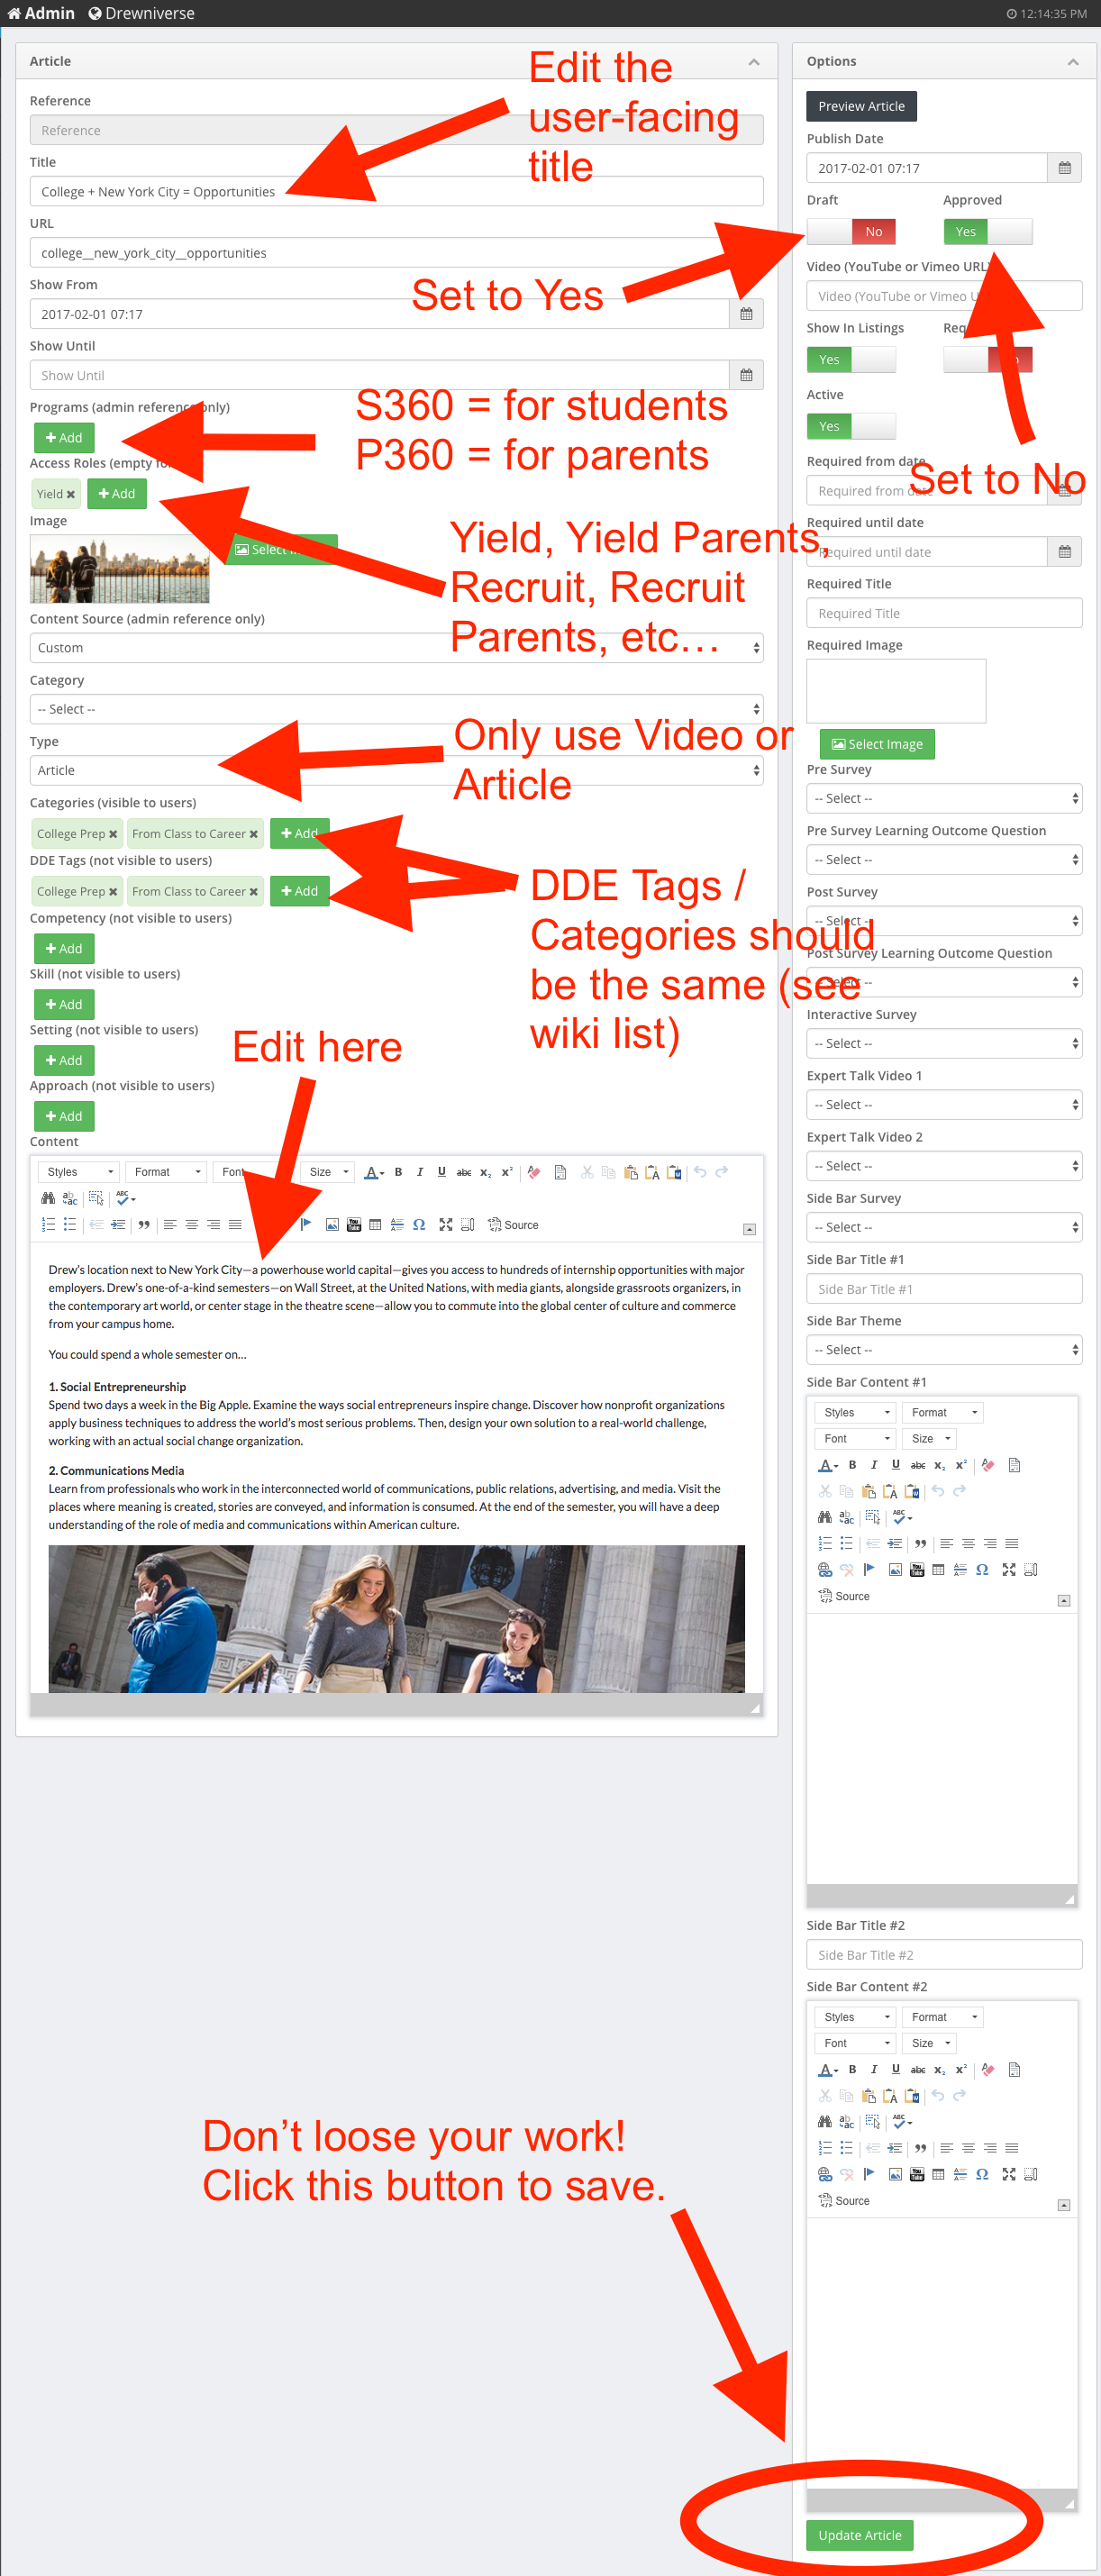 Admin Drewniverse 12:14:35 PM
Article
Edit the
user-facing
title
Reference
Reference
Title
College + New York City = Opportunities
URL
college__new_york_city__opportunities
Set to Yes
Show From
2017-02-01 07:17
Show Until
Show Until
Programs (admin reference only)
S360 = for students
P360 = for parents
+ Add
Access Roles (empty
Yield ✖ + Add
Yield, Yield Parents,
Recruit, Recruit
Parents, etc...
Image
Select
Content Source (admin reference only)
Custom
Category
-- Select --
Only use Video or
Article
Type
Article
Categories (visible to users)
College Prep ✖ From Class to Career ✖ + Add
DDE Tags (not visible to users)
College Prep ✖ From Class to Career ✖ + Add
DDE Tags /
Categories should
be the same (see
wiki list)
Competency (not visible to users)
+ Add
Skill (not visible to users)
+ Add
Setting (not visible to users)
+ Add
Edit here
Approach (not visible to users)
+ Add
Content
Styles Format Font Size
Source
Drew's location next to New York City—a powerhouse world capital—gives you access to hundreds of internship opportunities with major
employers. Drew's one-of-a-kind semesters—on Wall Street, at the United Nations, with media giants, alongside grassroots organizers, in
the contemporary art world, or center stage in the theatre scene—allow you to commute into the global center of culture and commerce
from your campus home.
You could spend a whole semester on...
1. Social Entrepreneurship
Spend two days a week in the Big Apple. Examine the ways social entrepreneurs inspire change. Discover how nonprofit organizations
apply business techniques to address the world's most serious problems. Then, design your own solution to a real-world challenge,
working with an actual social change organization.
2. Communications Media
Learn from professionals who work in the interconnected world of communications, public relations, advertising, and media. Visit the
places where meaning is created, stories are conveyed, and information is consumed. At the end of the semester, you will have a deep
understanding of the role of media and communications within American culture.
Don't loose your work!
Click this button to save.
Options
Preview Article
Publish Date
2017-02-01 07:17
Draft Approved
No Yes
Video (YouTube or Vimeo URL)
Video (YouTube or Vimeo U
Show In Listings
Yes
Active
Yes
Set to No
Required from date
Required from date
Required until date
Required until date
Required Title
Required Title
Required Image
Select Image
Pre Survey
-- Select --
Pre Survey Learning Outcome Question
-- Select --
Post Survey
-- Select --
Post Survey Learning Outcome Question
-- Select --
Interactive Survey
-- Select --
Expert Talk Video 1
-- Select --
Expert Talk Video 2
-- Select --
Side Bar Survey
-- Select --
Side Bar Title #1
Side Bar Title #1
Side Bar Theme
-- Select --
Side Bar Content #1
Styles Format
Font Size
Source
Side Bar Title #2
Side Bar Title #2
Side Bar Content #2
Styles Format
Font Size
Source
Update Article